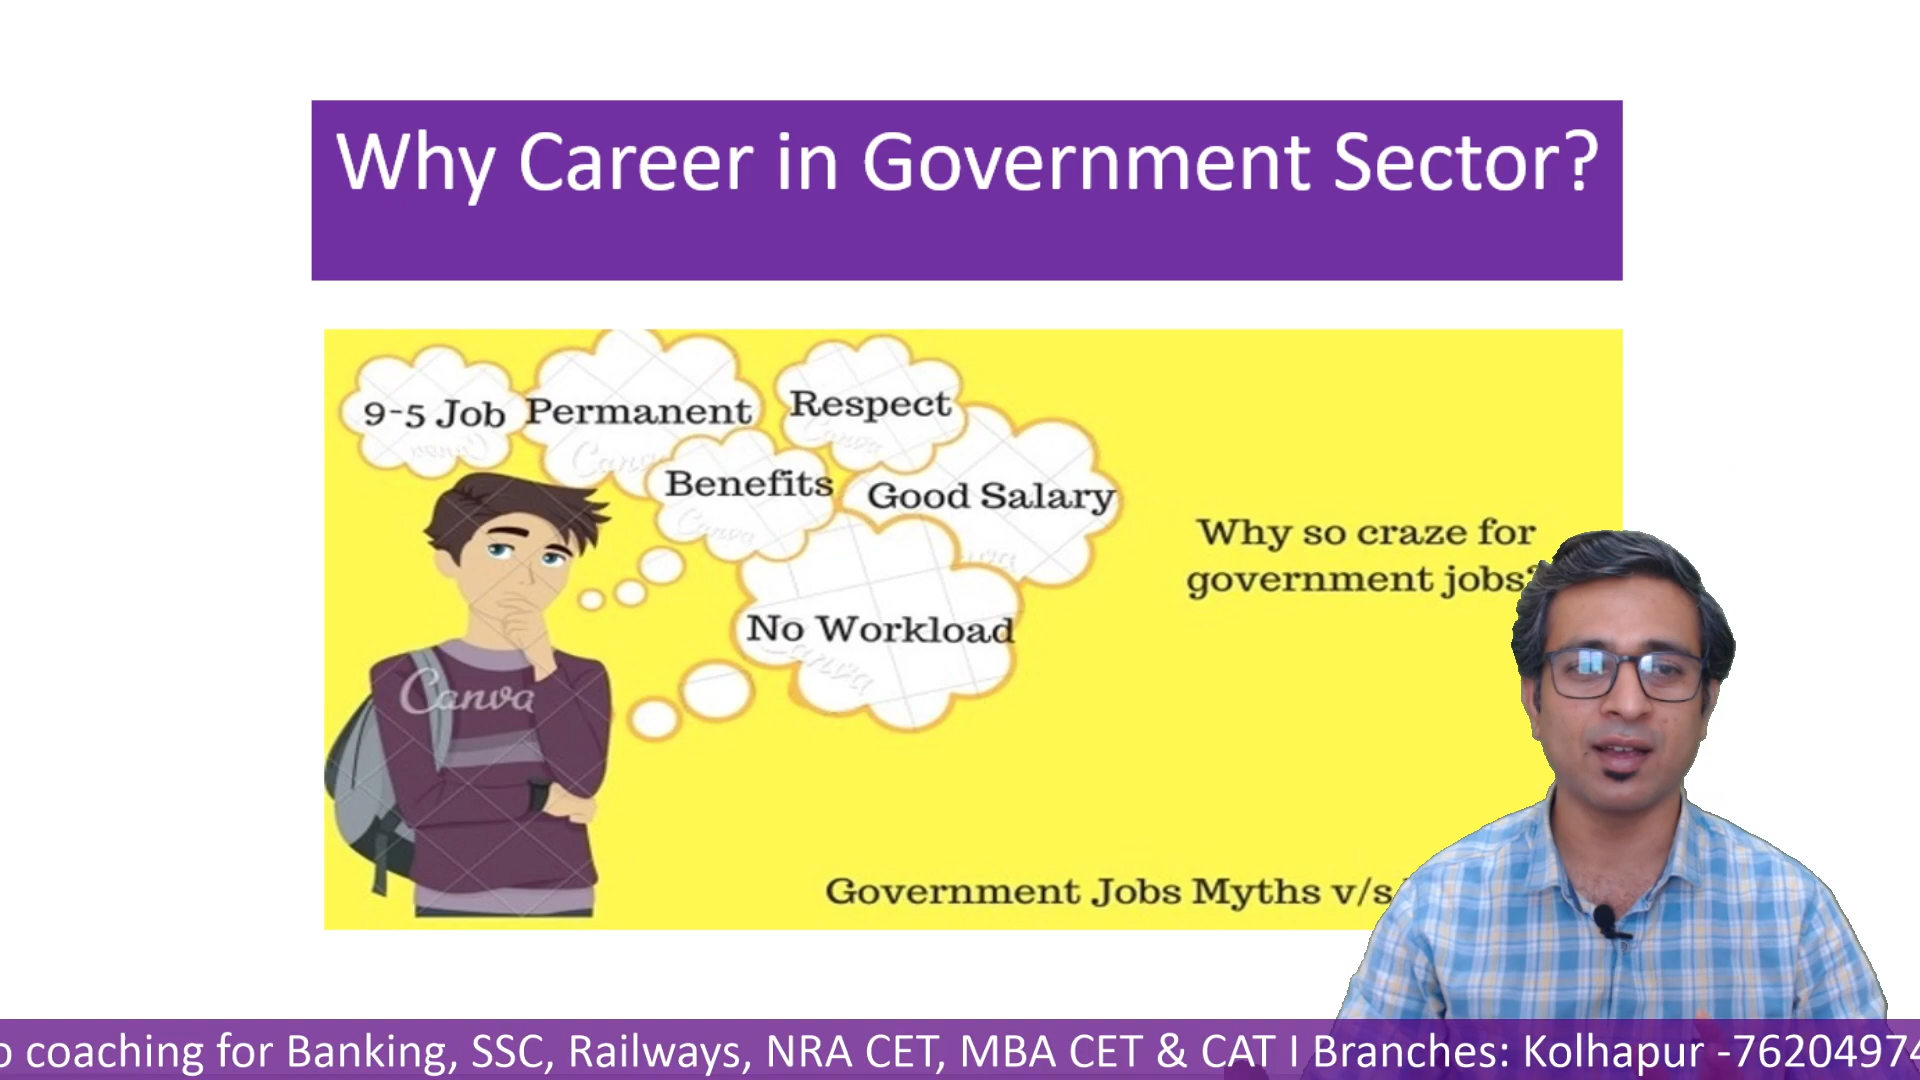 Why Career in Government Sector?
9-5 Job
Permanent
Respect
Benefits
Good Salary
No Workload
Why so craze for
government jobs?
Canva
Government Jobs Myths v/s
coaching for Banking, SSC, Railways, NRA CET, MBA CET & CAT I Branches: Kolhapur -76204974